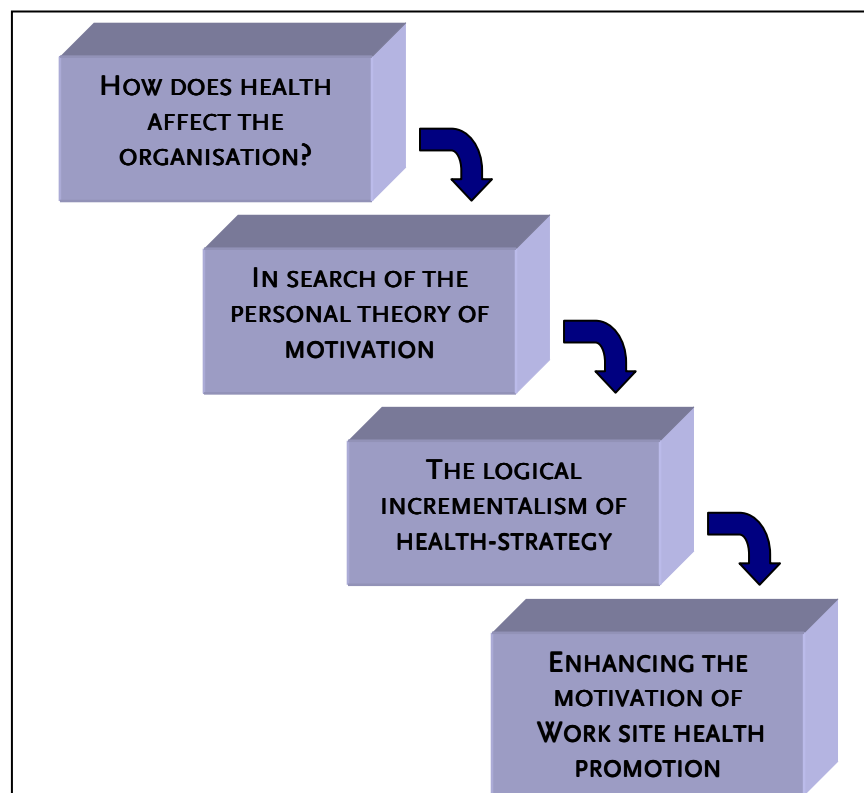 How does health
affect the
organisation?
In search of the
personal theory of
motivation
The logical
incrementalism of
health-strategy
Enhancing the
motivation of
Work site health
promotion